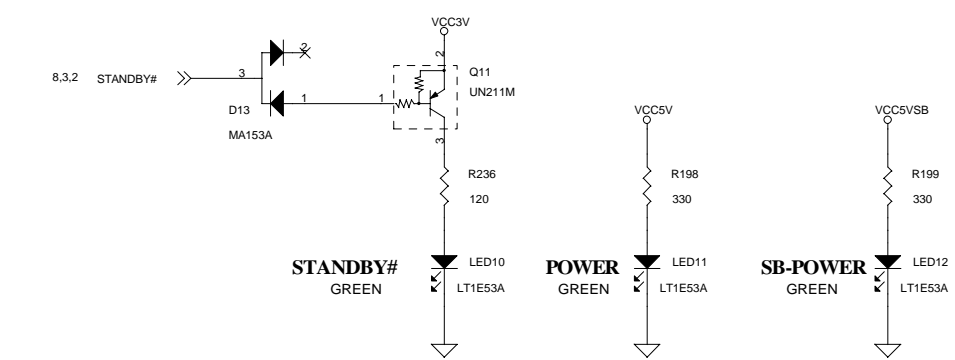 VCC3V
2
2
8,3,2 STANDBY#
3
Q11
UN211M
1
1
D13
MA153A
3
VCC5V
VCC5VSB
R236
120
R198
330
R199
330
STANDBY#
GREEN
LED10
LT1E53A
POWER
GREEN
LED11
LT1E53A
SB-POWER
GREEN
LED12
LT1E53A